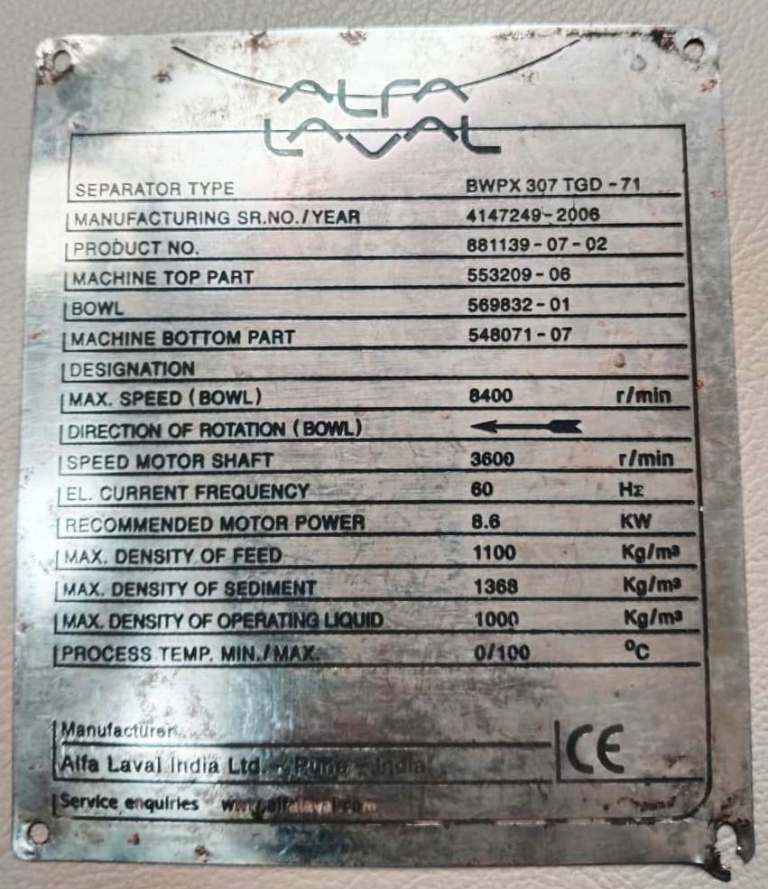 ALFA
LAVAL
SEPARATOR TYPE BWPX 307 TGD-71
MANUFACTURING SR.NO./YEAR 4147249-2006
PRODUCT NO. 881139-07-02
MACHINE TOP PART 553209-06
BOWL 569832-01
MACHINE BOTTOM PART 548071-07
DESIGNATION
MAX. SPEED (BOWL) 8400 r/min
DIRECTION OF ROTATION (BOWL)
SPEED MOTOR SHAFT 3600 r/min
EL. CURRENT FREQUENCY 60 Hz
RECOMMENDED MOTOR POWER 8.6 KW
MAX. DENSITY OF FEED 1100 Kg/m³
MAX. DENSITY OF SEDIMENT 1368 Kg/m³
MAX. DENSITY OF OPERATING LIQUID 1000 Kg/m³
PROCESS TEMP. MIN./MAX. 0/100 °C
Manufacturer
CE
Alfa Laval India Ltd. - Pune - India
Service enquiries www.alfalaval.com